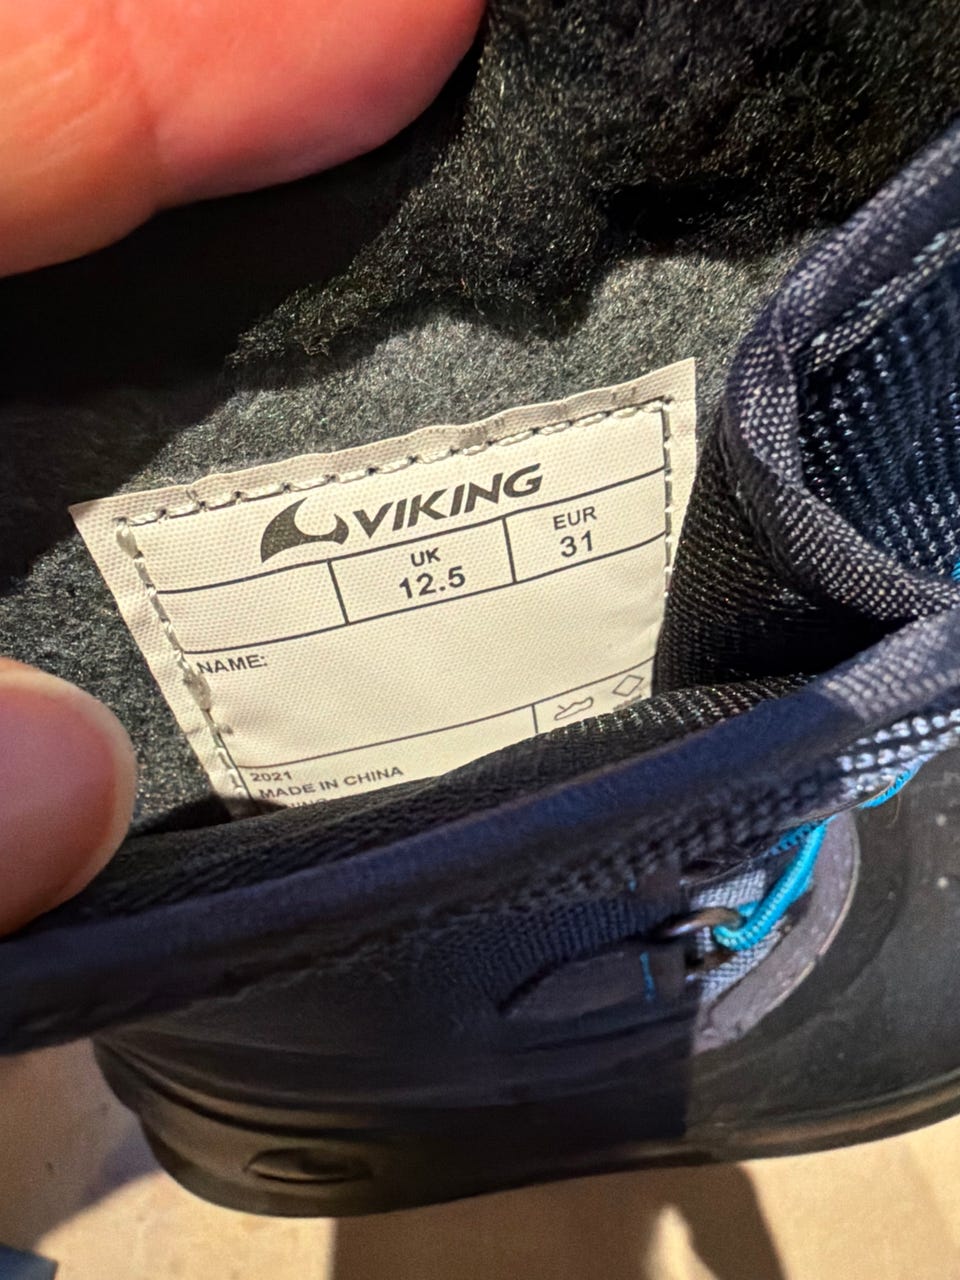 VIKING
UK EUR
12.5 31
NAME:
2021
MADE IN CHINA